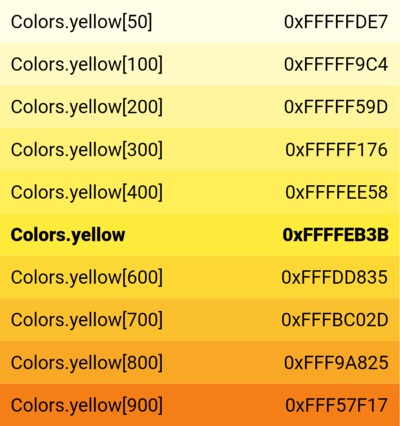 Colors.yellow[50] 0xFFFFFDE7
Colors.yellow[100] 0xFFFFF9C4
Colors.yellow[200] 0xFFFFF59D
Colors.yellow[300] 0xFFFFF176
Colors.yellow[400] 0xFFFFEE58
Colors.yellow 0xFFFFEB3B
Colors.yellow[600] 0xFFFDD835
Colors.yellow[700] 0xFFFBC02D
Colors.yellow[800] 0xFFF9A825
Colors.yellow[900] 0xFFF57F17